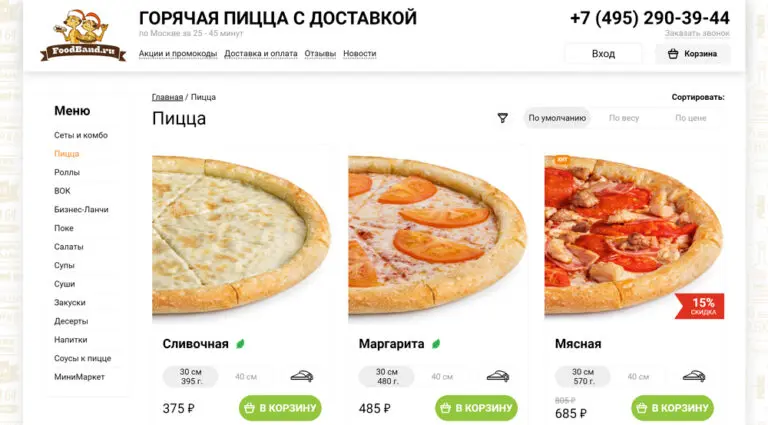 FoodBand.ru
ГОРЯЧАЯ ПИЦЦА С ДОСТАВКОЙ
по Москве за 25 - 45 минут
Акции и промокоды Доставка и оплата Отзывы Новости
+7 (495) 290-39-44
Заказать звонок
Вход
Корзина
Меню
Сеты и комбо
Пицца
Роллы
ВОК
Бизнес-Ланчи
Поке
Салаты
Супы
Суши
Закуски
Десерты
Напитки
Соусы к пицце
МиниМаркет
Главная / Пицца
Пицца
Сортировать:
По умолчанию По весу По цене
ХИТ
15%
СКИДКА
Сливочная
30 см
395 г.
40 см
375 ₽
В КОРЗИНУ
Маргарита
30 см
480 г.
40 см
485 ₽
В КОРЗИНУ
Мясная
30 см
570 г.
40 см
805 ₽
685 ₽
В КОРЗИНУ